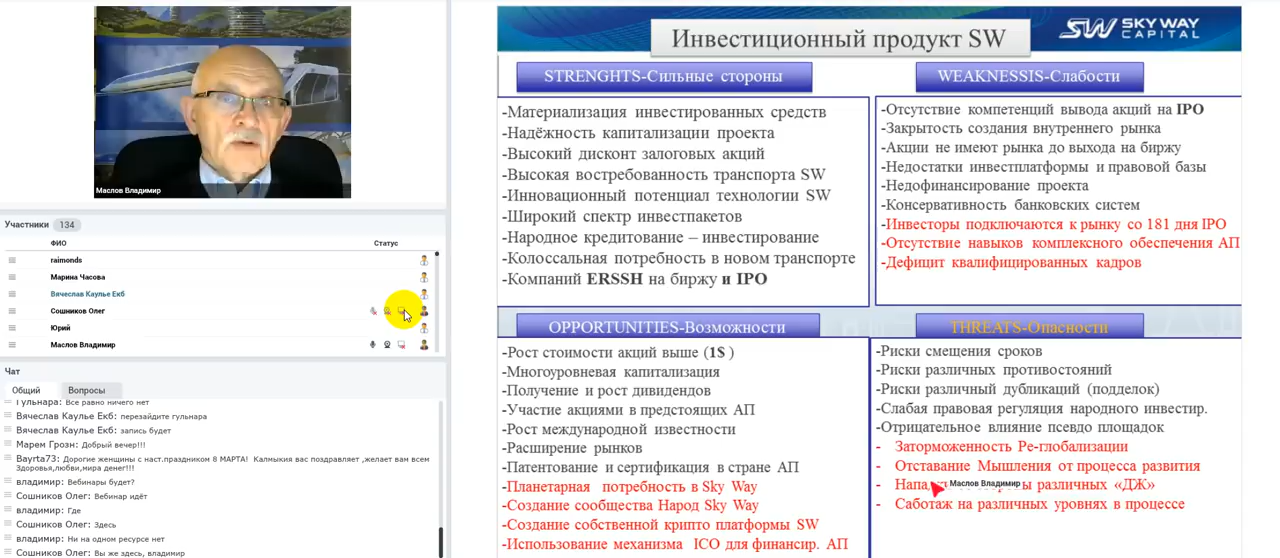 Маслов Владимир
Участники 134
ФИО Статус
raimonds
Марина Часова
Вячеслав Каулье Екб
Сошников Олег
Юрий
Маслов Владимир
Чат
Общий Вопросы
Гульнара: Все равно ничего нет
Вячеслав Каулье Екб: перезайдите гульнара
Вячеслав Каулье Екб: запись будет
Марем Грозн: Добрый вечер!!!
Bayrta73: Дорогие женщины с наст.праздником 8 МАРТА! Калмыкия вас поздравляет ,желает вам всем
Здоровья,любви,мира денег!!!
владимир: Вебинары будет?
Сошников Олег: Вебинар идёт
владимир: Где
Сошников Олег: Здесь
владимир: Ни на одном ресурсе нет
Сошников Олег: Вы же здесь, владимир
Инвестиционный продукт SW
SW SKY WAY
CAPITAL
STRENGHTS-Сильные стороны
-Материализация инвестированных средств
-Надёжность капитализации проекта
-Высокий дисконт залоговых акций
-Высокая востребованность транспорта SW
-Инновационный потенциал технологии SW
-Широкий спектр инвестпакетов
-Народное кредитование – инвестирование
-Колоссальная потребность в новом транспорте
-Компаний ERSSH на биржу и IPO
WEAKNESSIS-Слабости
-Отсутствие компетенций вывода акций на IPO
-Закрытость создания внутреннего рынка
-Акции не имеют рынка до выхода на биржу
-Недостатки инвестплатформы и правовой базы
-Недофинансирование проекта
-Консервативность банковских систем
-Инвесторы подключаются к рынку со 181 дня IPO
-Отсутствие навыков комплексного обеспечения АП
-Дефицит квалифицированных кадров
OPPORTUNITIES-Возможности
-Рост стоимости акций выше (1$ )
-Многоуровневая капитализация
-Получение и рост дивидендов
-Участие акциями в предстоящих АП
-Рост международной известности
-Расширение рынков
-Патентование и сертификация в стране АП
-Планетарная потребность в Sky Way
-Создание сообщества Народ Sky Way
-Создание собственной крипто платформы SW
-Использование механизма ICO для финансир. АП
THREATS-Опасности
-Риски смещения сроков
-Риски различных противостояний
-Риски различный дубликаций (подделок)
-Слабая правовая регуляция народного инвестир.
-Отрицательное влияние псевдо площадок
- Заторможенность Ре-глобализации
- Отставание Мышления от процесса развития
- различных «ДЖ»
Маслов Владимир
- Саботаж на различных уровнях в процессе